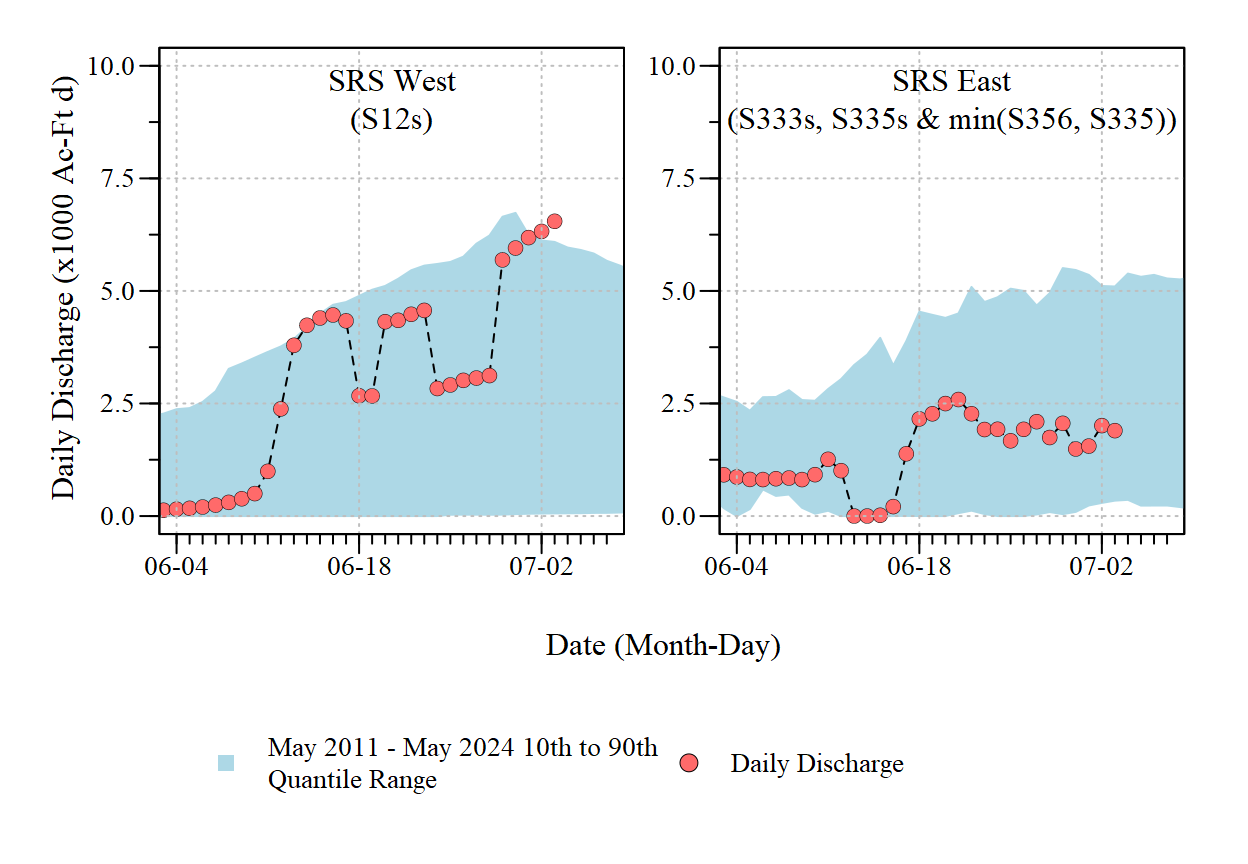 Daily Discharge (x1000 Ac-Ft d)
10.0
7.5
5.0
2.5
0.0
SRS West
(S12s)
06-04
06-18
07-02
10.0
7.5
5.0
2.5
0.0
SRS East
(S333s, S335s & min(S356, S335))
06-04
06-18
07-02
Date (Month-Day)
May 2011 - May 2024 10th to 90th
Quantile Range
Daily Discharge